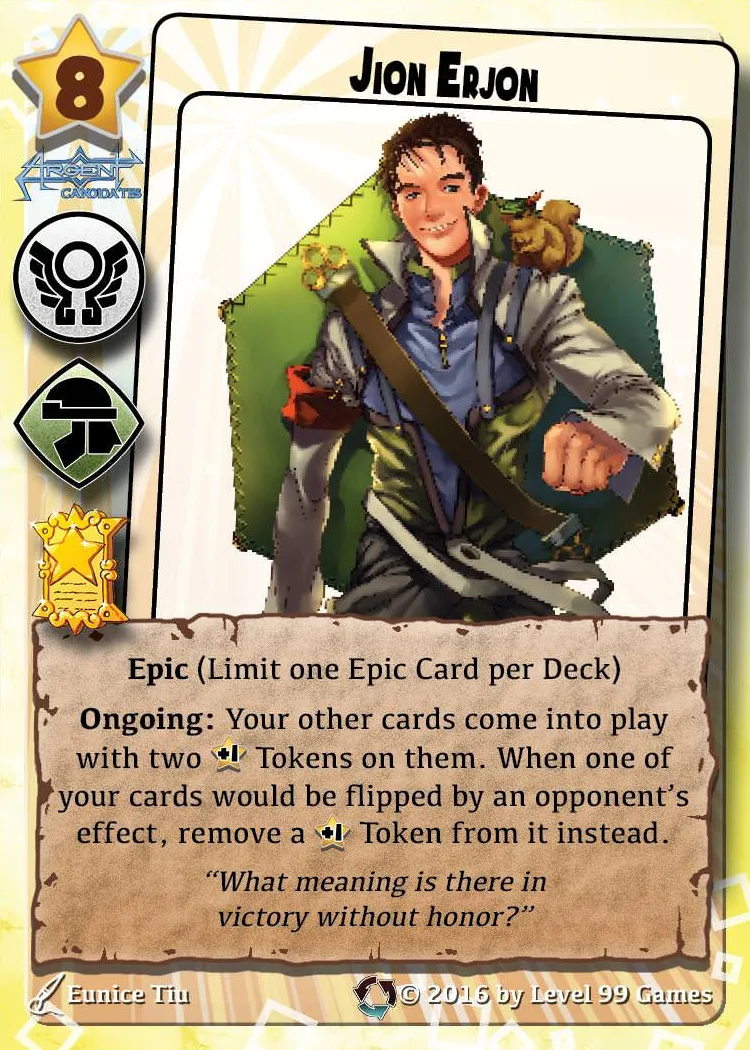 8
JION ERJON
ARGENT
CANDIDATES
Epic (Limit one Epic Card per Deck)
Ongoing: Your other cards come into play
with two +1 Tokens on them. When one of
your cards would be flipped by an opponent's
effect, remove a +1 Token from it instead.
“What meaning is there in
victory without honor?”
Eunice Tiu
© 2016 by Level 99 Games